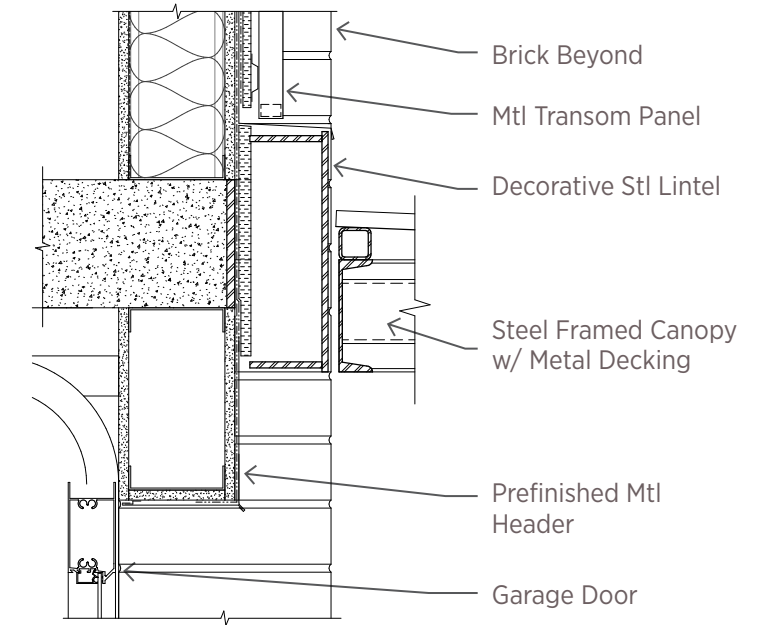 Brick Beyond
Mtl Transom Panel
Decorative Stl Lintel
Steel Framed Canopy
w/ Metal Decking
Prefinished Mtl
Header
Garage Door